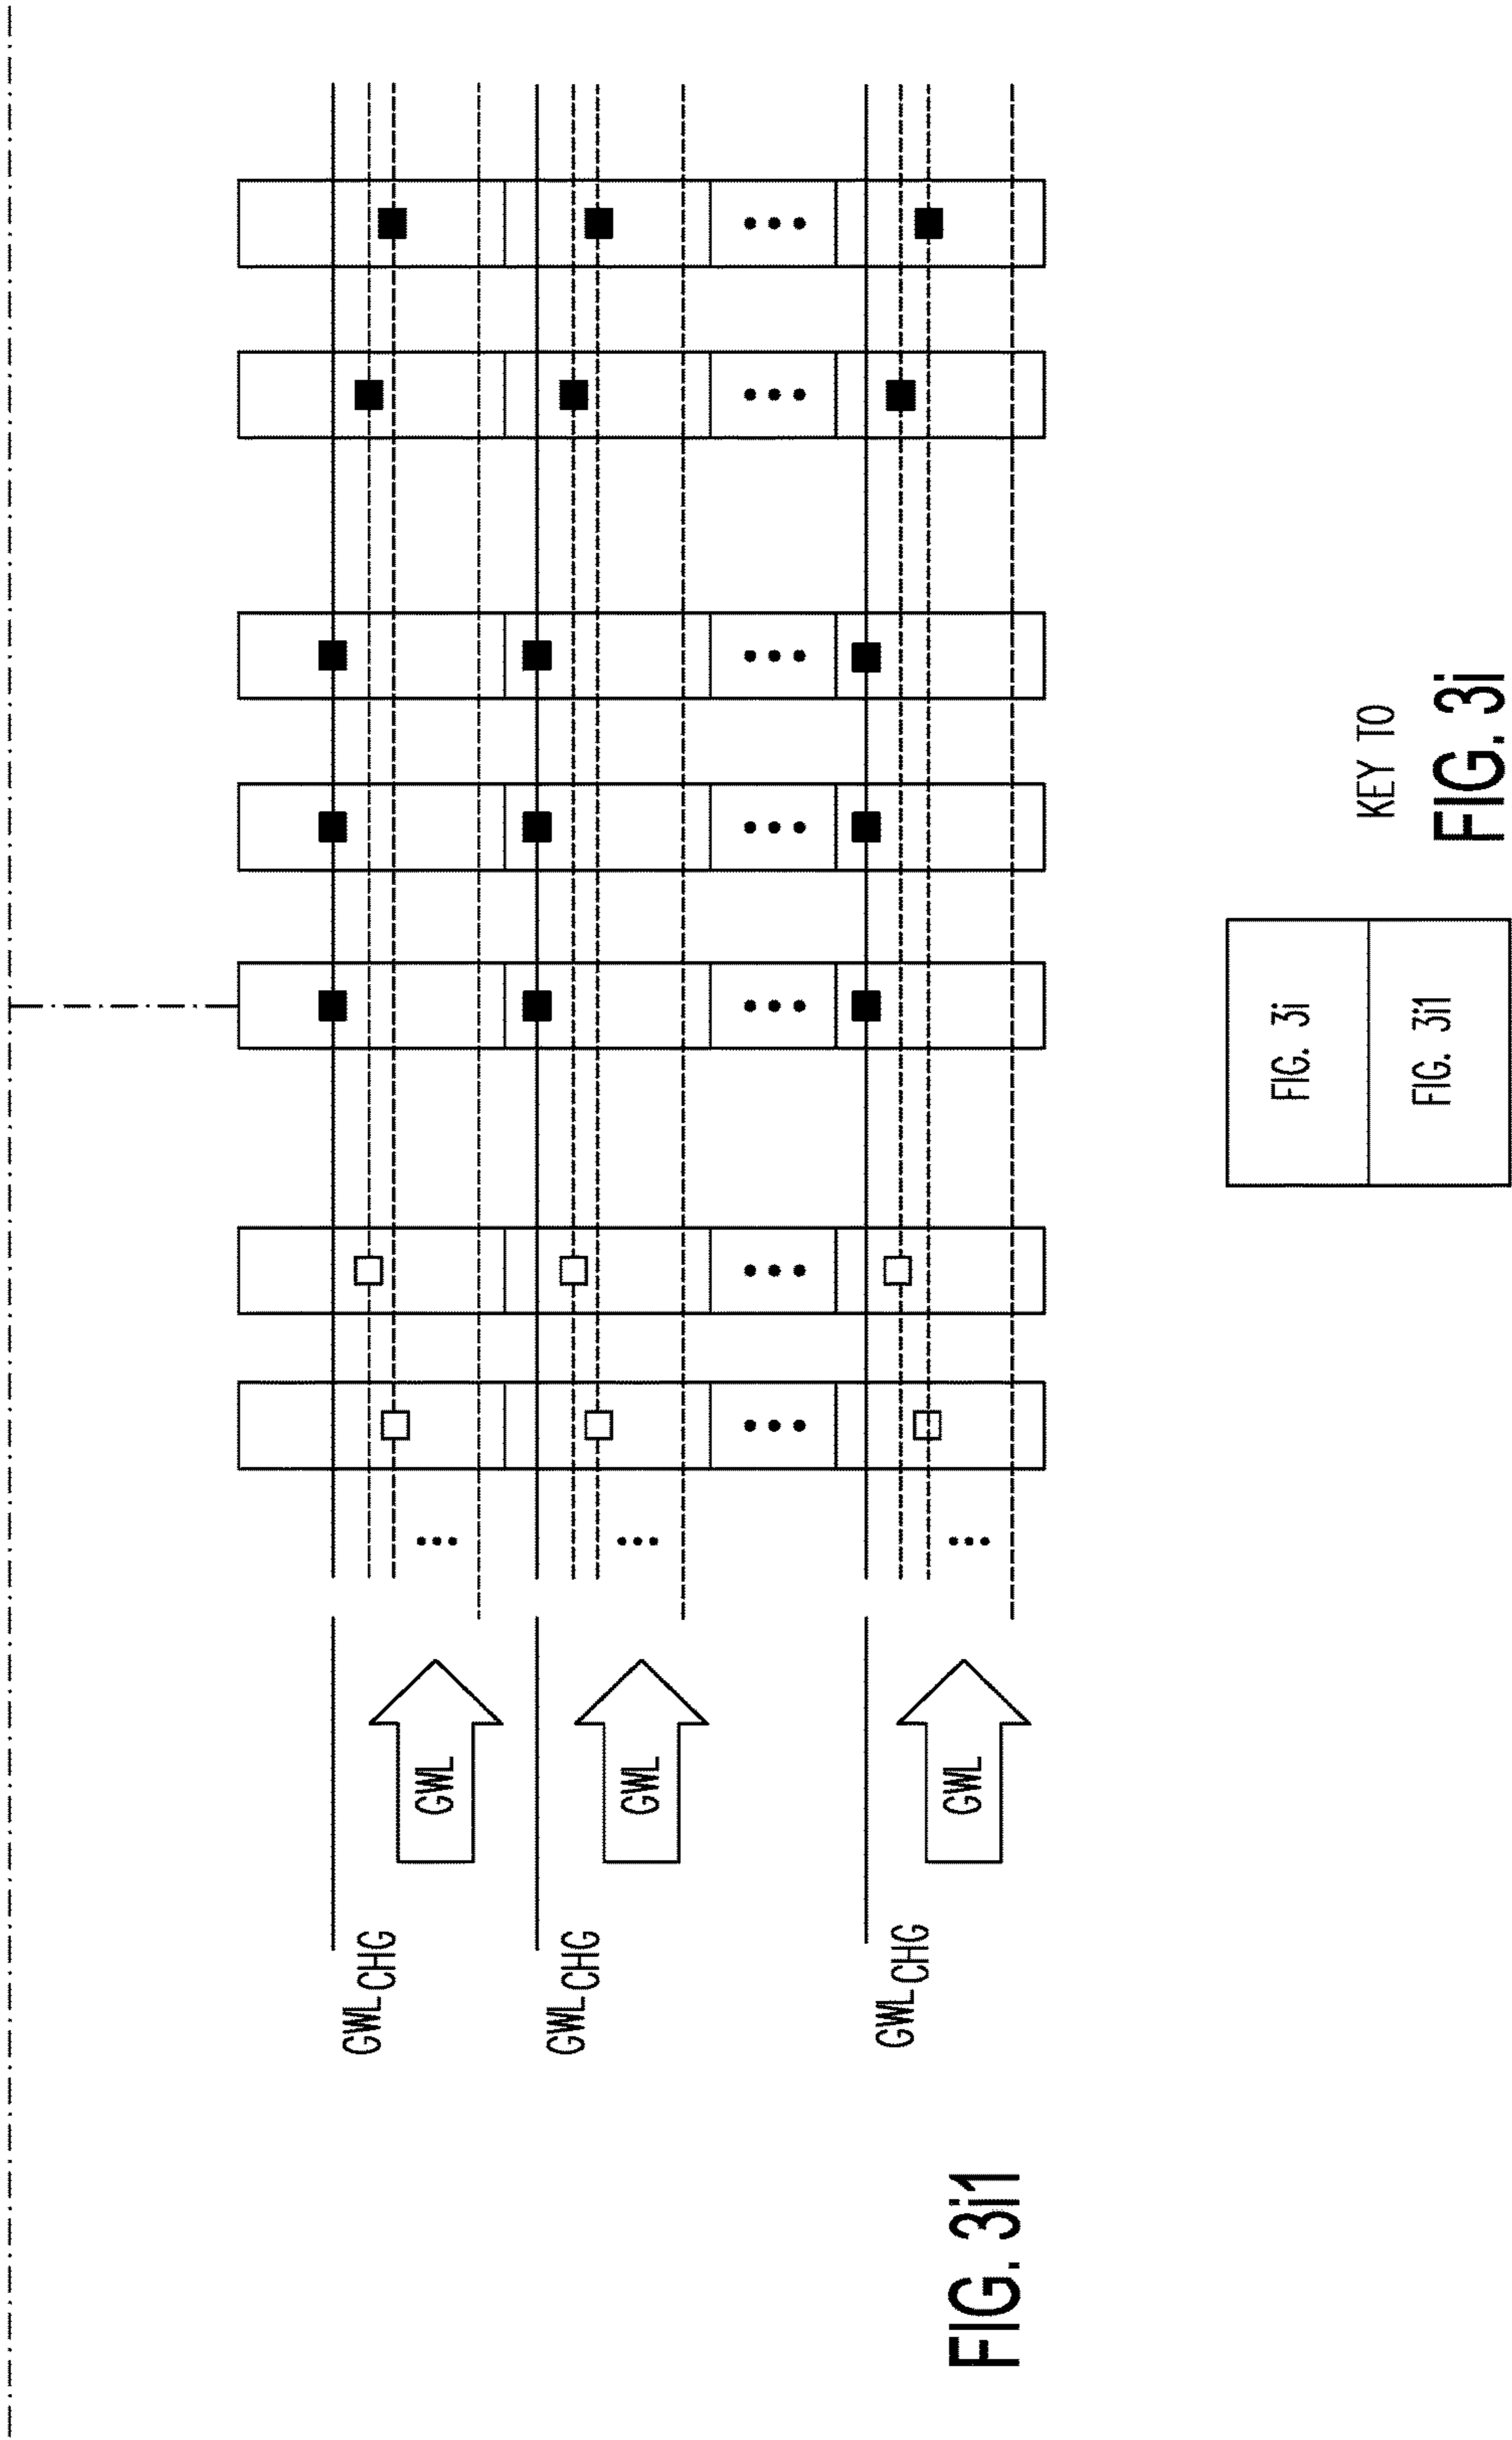 GWL
GWL
GWL
GWL_CHG
GWL_CHG
GWL_CHG
FIG. 3i1
FIG. 3i
FIG. 3i1
KEY TO
FIG. 3i